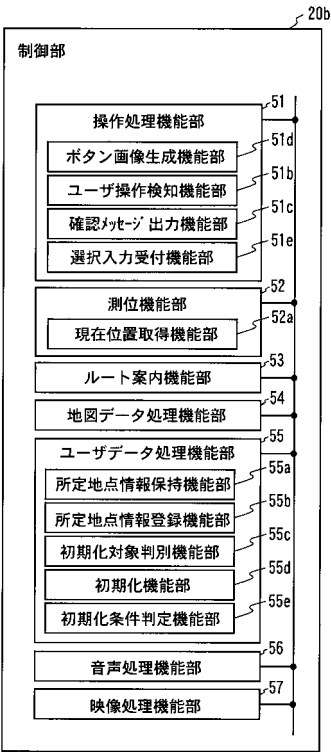 20b
制御部
51
操作処理機能部
51d
ボタン画像生成機能部
51b
ユーザ操作検知機能部
51c
確認メッセージ出力機能部
51e
選択入力受付機能部
52
測位機能部
52a
現在位置取得機能部
53
ルート案内機能部
54
地図データ処理機能部
55
ユーザデータ処理機能部
55a
所定地点情報保持機能部
55b
所定地点情報登録機能部
55c
初期化対象判別機能部
55d
初期化機能部
55e
初期化条件判定機能部
56
音声処理機能部
57
映像処理機能部